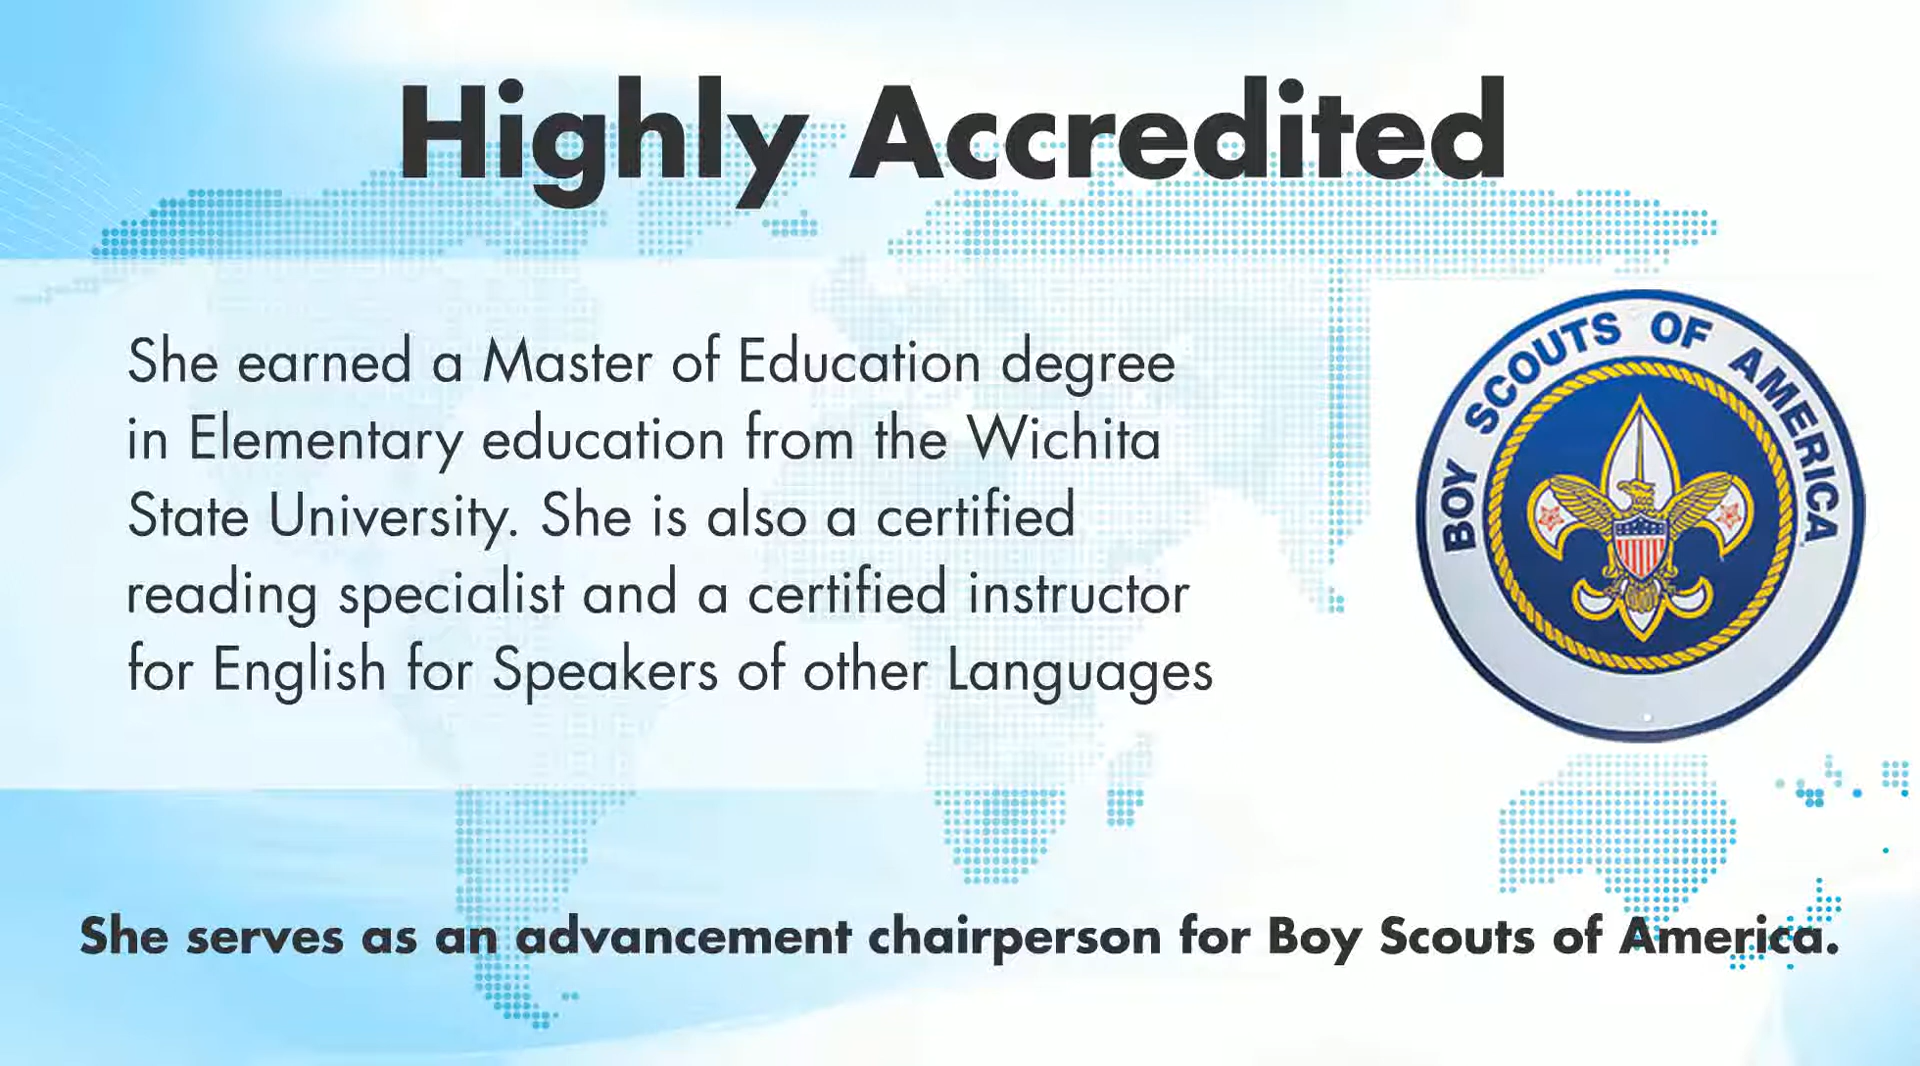 Highly Accredited
She earned a Master of Education degree
in Elementary education from the Wichita
State University. She is also a certified
reading specialist and a certified instructor
for English for Speakers of other Languages
BOY SCOUTS OF AMERICA
She serves as an advancement chairperson for Boy Scouts of America.